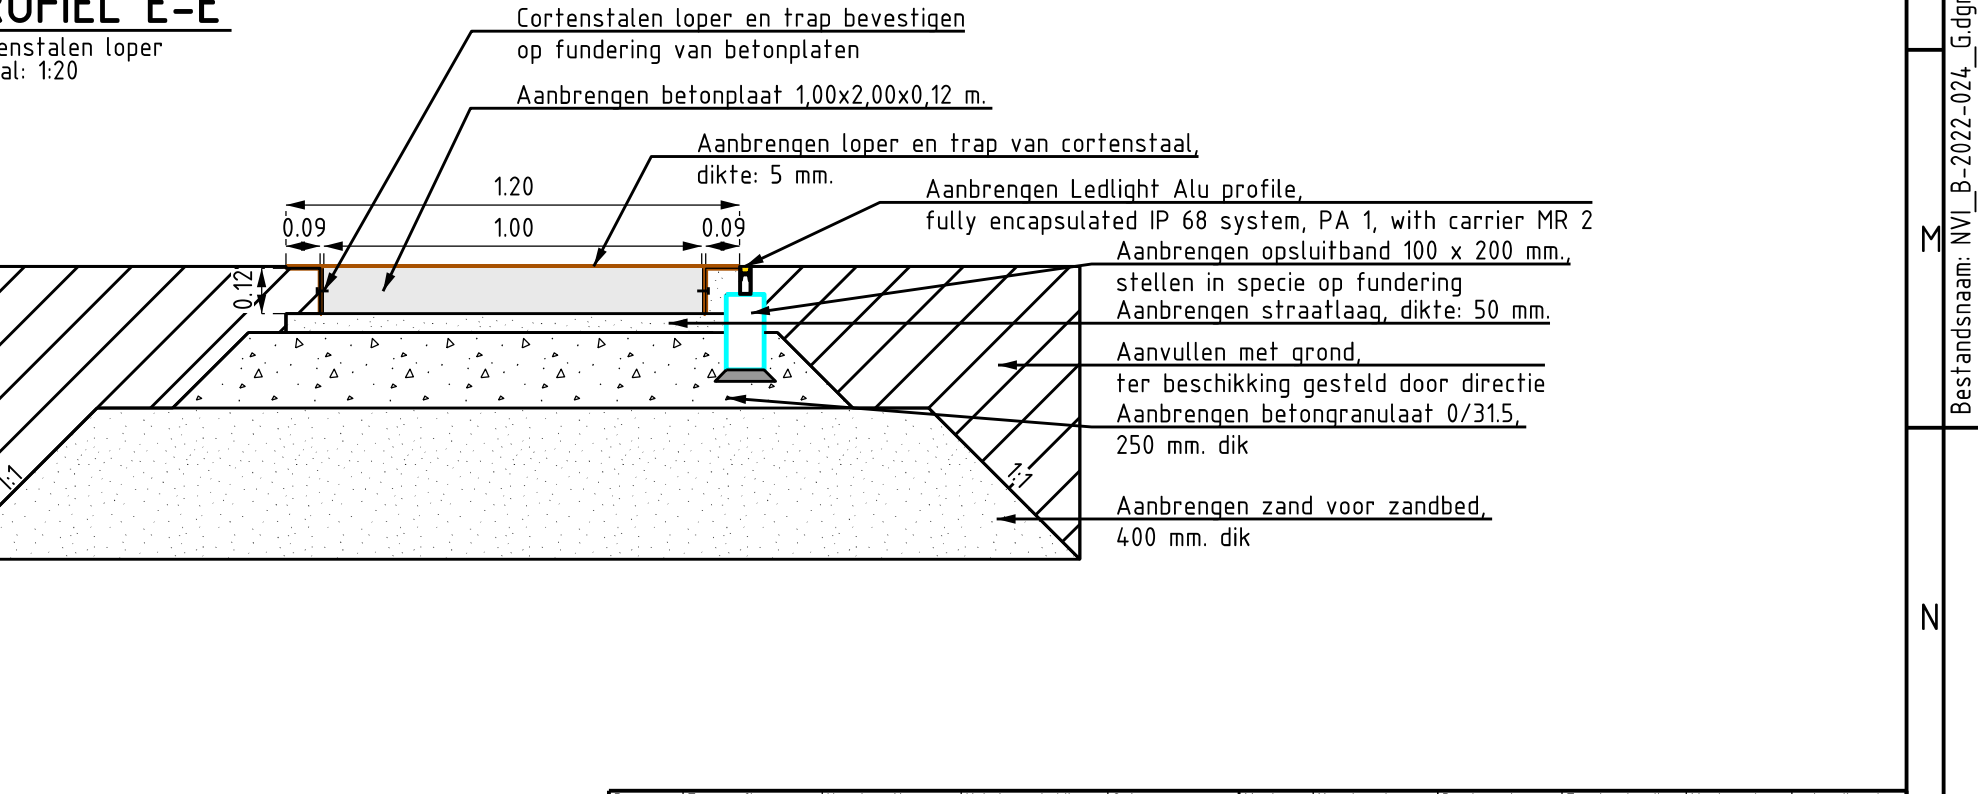 PROFIEL E-E
enstalen loper
al: 1:20
Cortenstalen loper en trap bevestigen
op fundering van betonplaten
Aanbrengen betonplaat 1,00x2,00x0,12 m.
Aanbrengen loper en trap van cortenstaal,
dikte: 5 mm.
Aanbrengen Ledlight Alu profile,
fully encapsulated IP 68 system, PA 1, with carrier MR 2
Aanbrengen opsluitband 100 x 200 mm.,
stellen in specie op fundering
Aanbrengen straatlaag, dikte: 50 mm.
Aanvullen met grond,
ter beschikking gesteld door directie
Aanbrengen betongranulaat 0/31.5,
250 mm. dik
Aanbrengen zand voor zandbed,
400 mm. dik
1.20
0.09
1.00
0.09
0.12
1:1
1:1
M
N
Bestandsnaam: NVI_B-2022-024_G.dgn